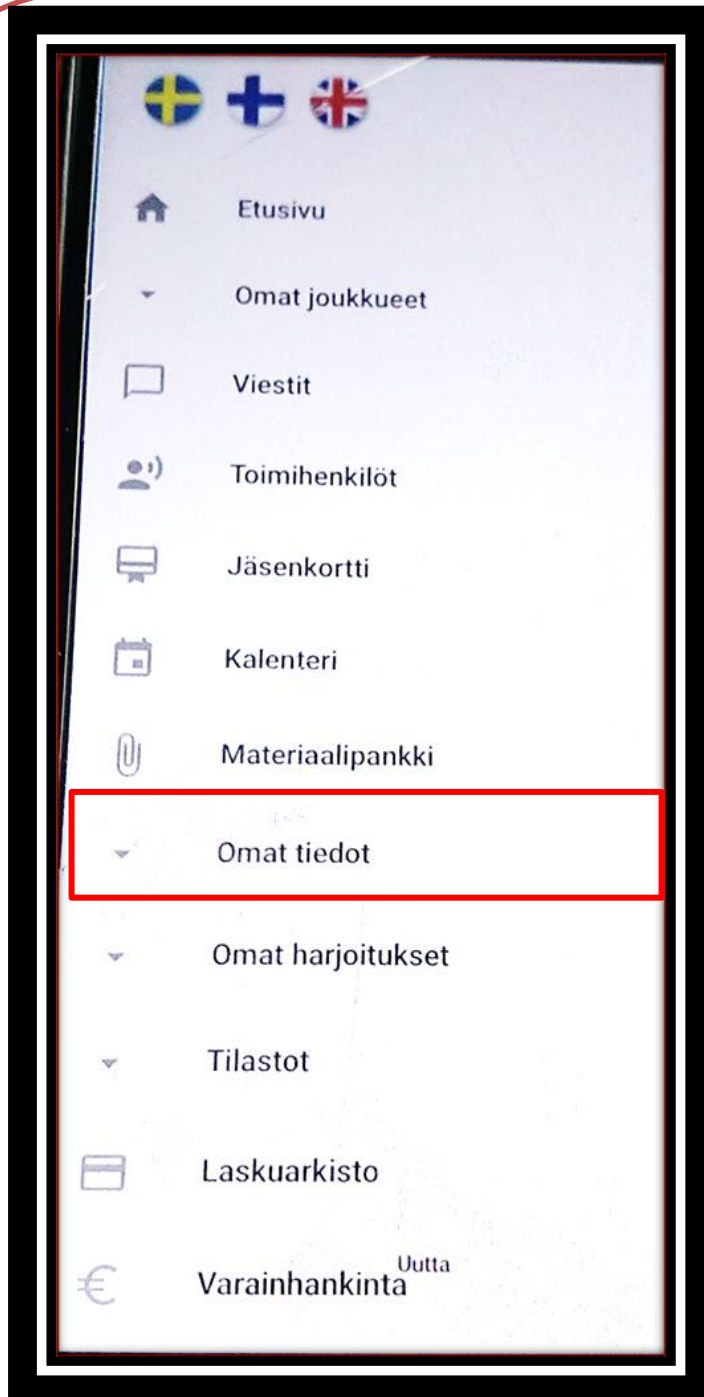 Etusivu
Omat joukkueet
Viestit
Toimihenkilöt
Jäsenkortti
Kalenteri
Materiaalipankki
Omat tiedot
Omat harjoitukset
Tilastot
Laskuarkisto
Varainhankinta Uutta